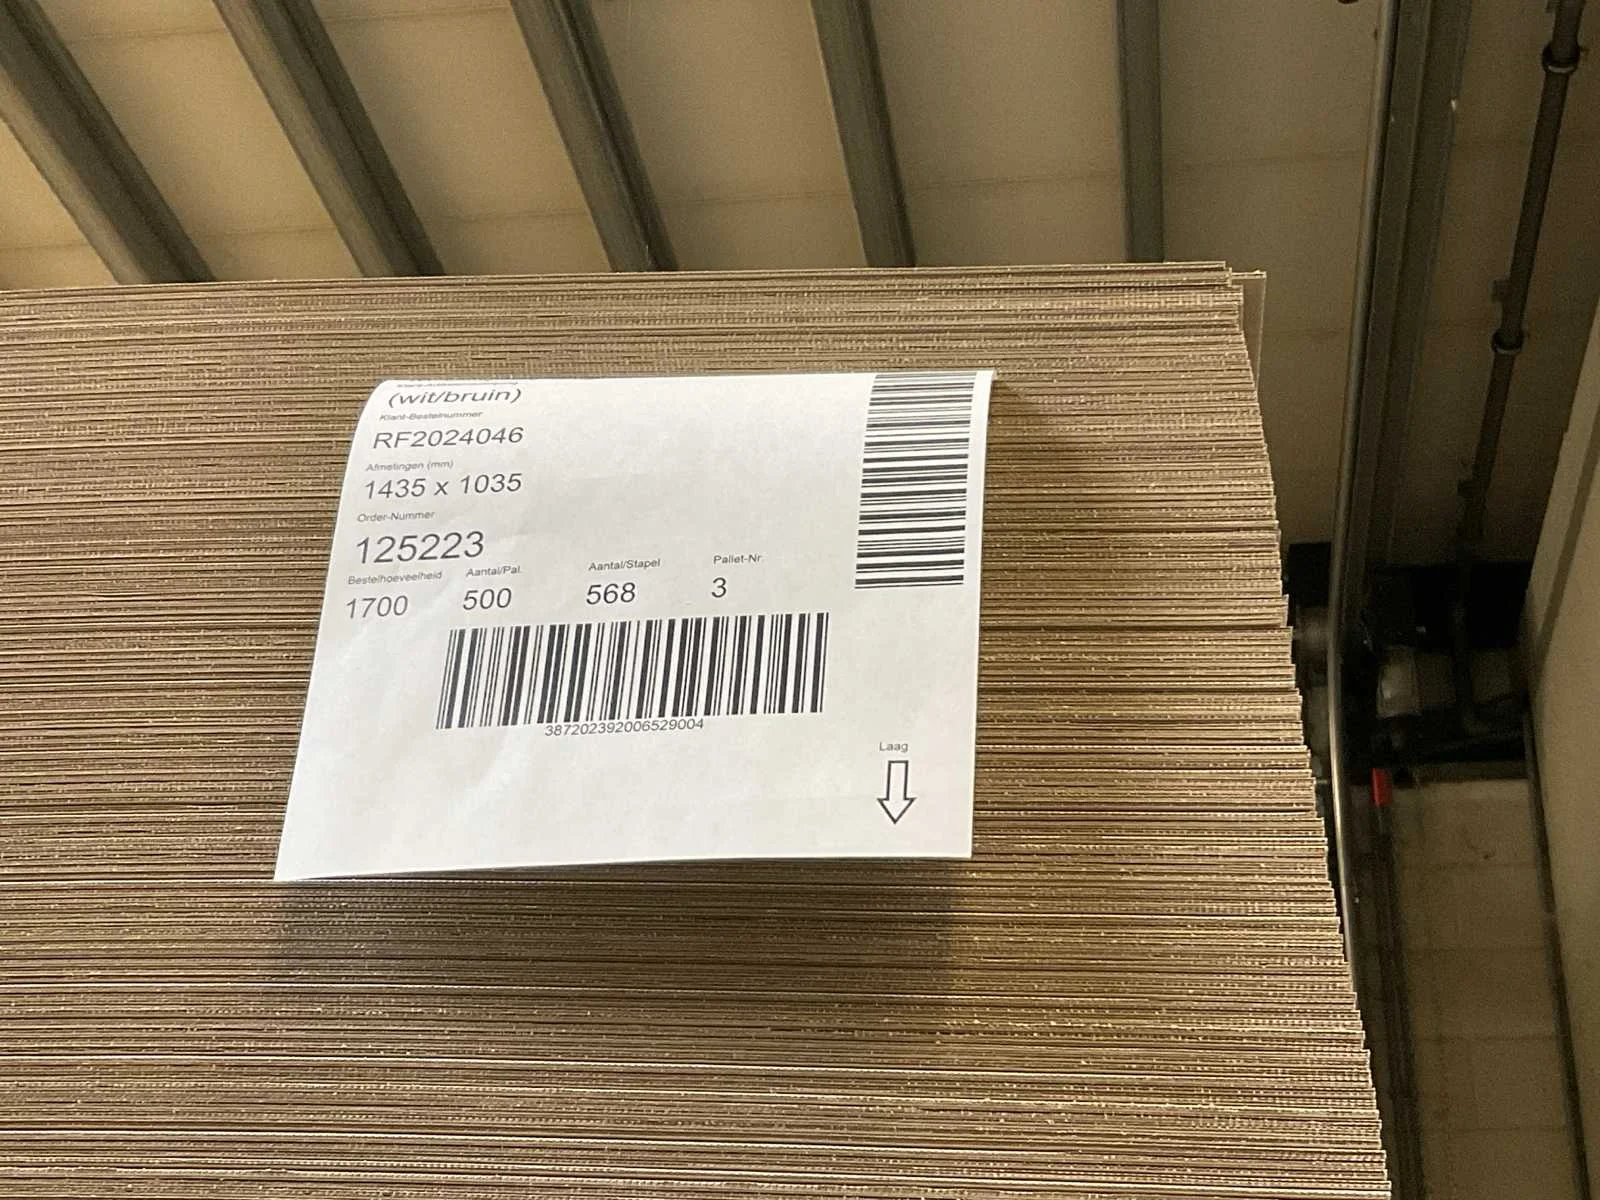 (wit/bruin)
Klant-Bestelnummer
RF2024046
Afmetingen (mm)
1435 x 1035
Order-Nummer
125223
Bestelhoeveelheid Aantal/Pal. Aantal/Stapel Pallet-Nr.
1700 500 568 3
387202392006529004
Laag